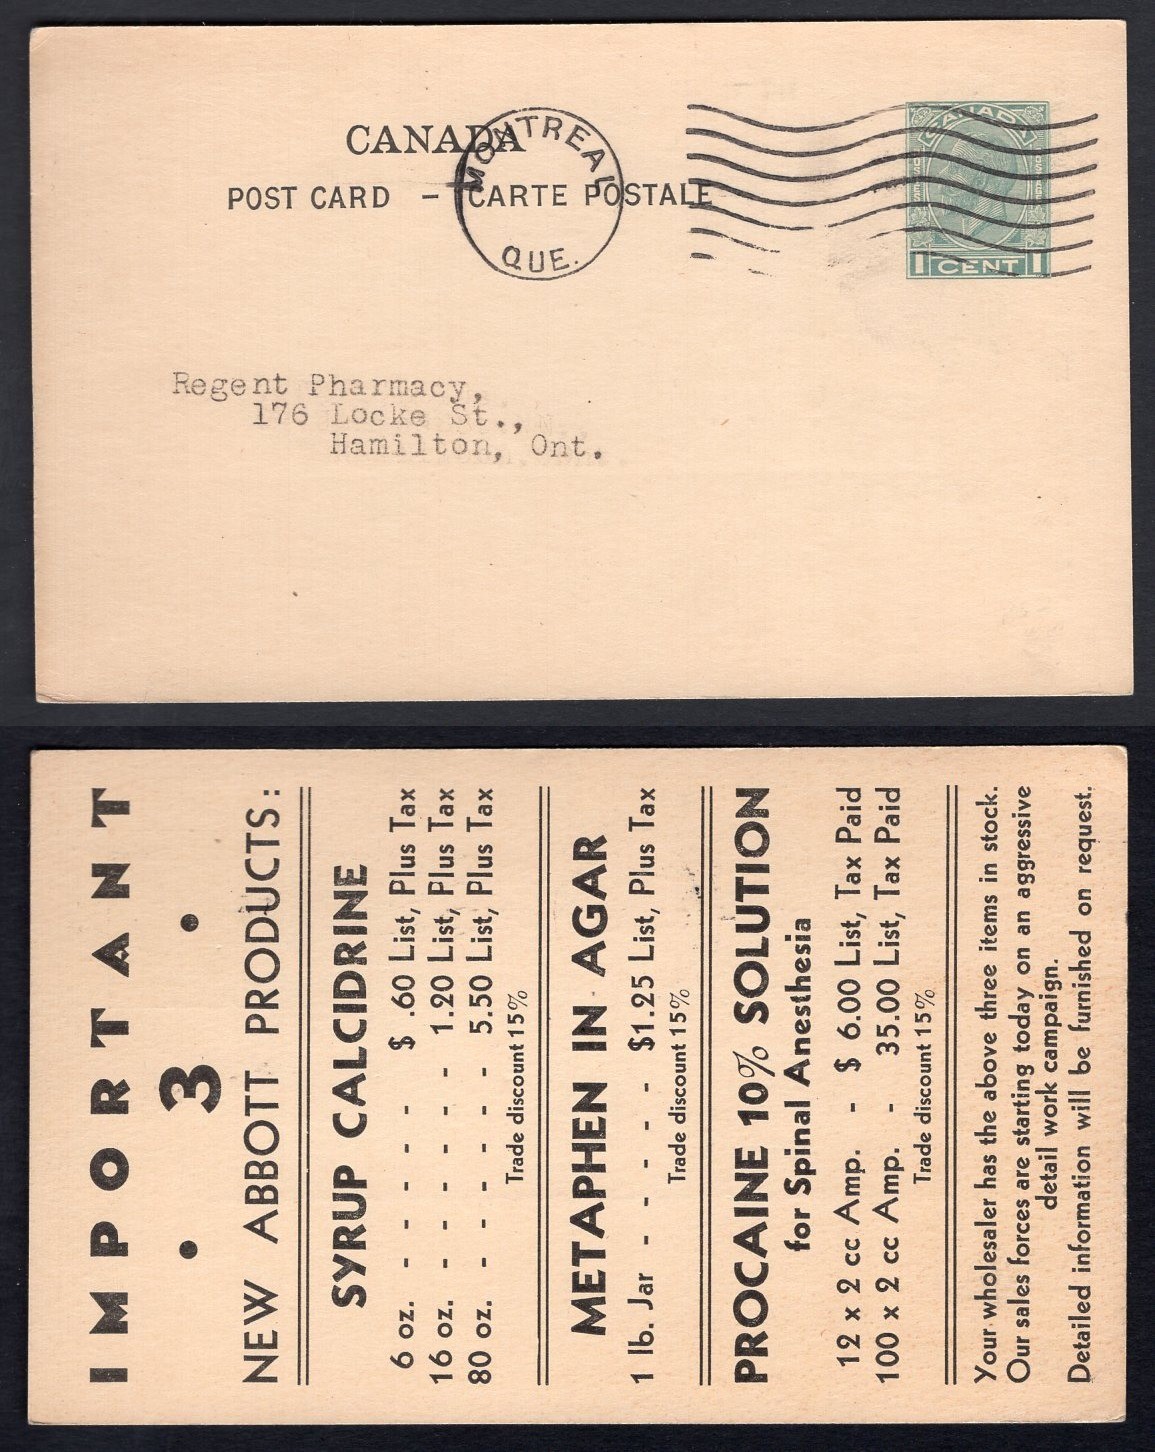 CANADA
POST CARD - CARTE POSTALE
MONTREAL
QUE.
CANADA
POSTES POSTAGE
1 CENT 1
Regent Pharmacy,
176 Locke St.,
Hamilton, Ont.
IMPORTANT
. 3 .
NEW ABBOTT PRODUCTS:
SYRUP CALCIDRINE
6 oz. - - - - - - $ .60 List, Plus Tax
16 oz. - - - - - - 1.20 List, Plus Tax
80 oz. - - - - - - 5.50 List, Plus Tax
Trade discount 15%
METAPHEN IN AGAR
1 lb. Jar - - - - - $1.25 List, Plus Tax
Trade discount 15%
PROCAINE 10% SOLUTION
for Spinal Anesthesia
12 x 2 cc Amp. - $ 6.00 List, Tax Paid
100 x 2 cc Amp. - 35.00 List, Tax Paid
Trade discount 15%
Your wholesaler has the above three items in stock.
Our sales forces are starting today on an aggressive
detail work campaign.
Detailed information will be furnished on request.